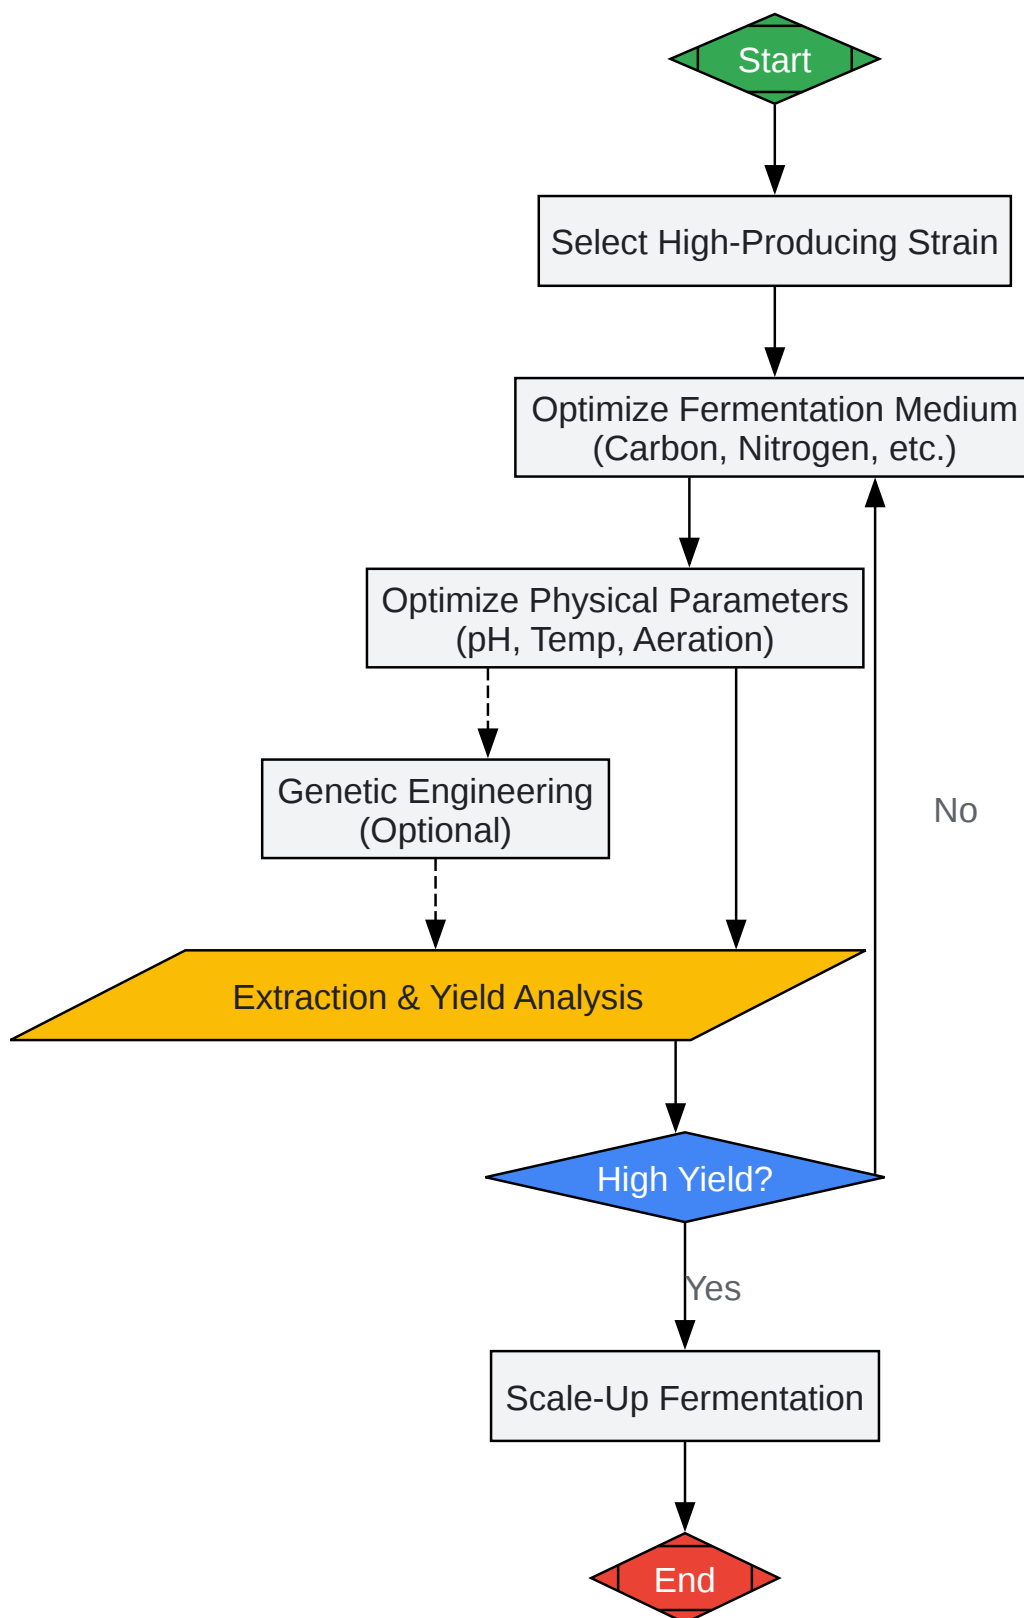 Start
Select High-Producing Strain
Optimize Fermentation Medium
(Carbon, Nitrogen, etc.)
Optimize Physical Parameters
(pH, Temp, Aeration)
Genetic Engineering
(Optional)
No
Extraction & Yield Analysis
High Yield?
Yes
Scale-Up Fermentation
End